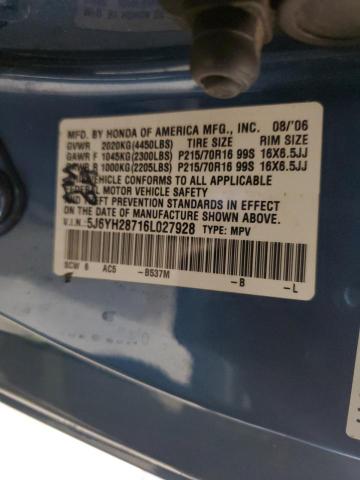 MFD. BY HONDA OF AMERICA MFG., INC. 08/'06
GVWR 2020KG(4450LBS) TIRE SIZE RIM SIZE
GAWR F 1045KG(2300LBS) P215/70R16 99S 16X6.5JJ
GAWR R 1000KG(2205LBS) P215/70R16 99S 16X6.5JJ
VEHICLE CONFORMS TO ALL APPLICABLE
FEDERAL MOTOR VEHICLE SAFETY
AND THEFT PREVENTION STANDARDS IN EFFECT
DATE OF MANUFACTURE SHOWN ABOVE.
V.I.N.: 5J6YH28716L027928 TYPE: MPV
SCW 6 AC5 -B537M -B -L